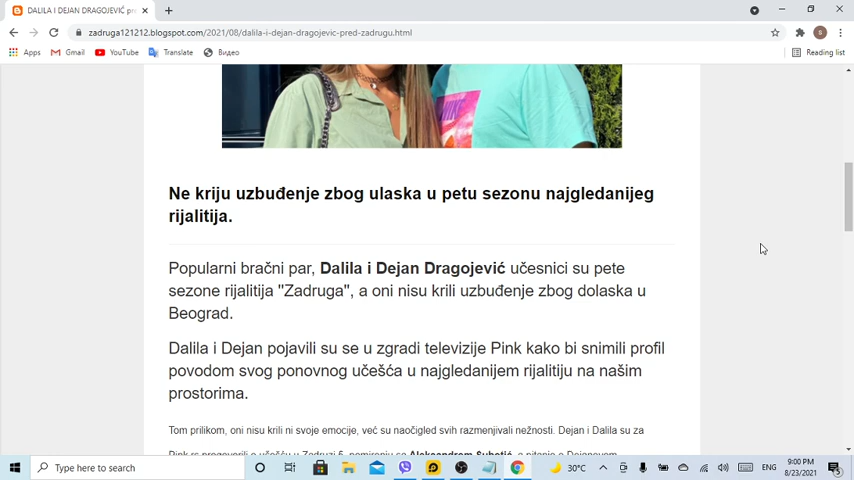 DALILA I DEJAN DRAGOJEVIĆ pre
zadruga121212.blogspot.com/2021/08/dalila-i-dejan-dragojevic-pred-zadrugu.html
Apps Gmail YouTube Translate Видео Reading list
Ne kriju uzbuđenje zbog ulaska u petu sezonu najgledanijeg
rijalitija.
Popularni bračni par, Dalila i Dejan Dragojević učesnici su pete
sezone rijalitija "Zadruga", a oni nisu krili uzbuđenje zbog dolaska u
Beograd.
Dalila i Dejan pojavili su se u zgradi televizije Pink kako bi snimili profil
povodom svog ponovnog učešća u najgledanijem rijalitiju na našim
prostorima.
Tom prilikom, oni nisu krili ni svoje emocije, već su naočigled svih razmenjivali nežnosti. Dejan i Dalila su za
Type here to search
30°C
ENG
9:00 PM
8/23/2021